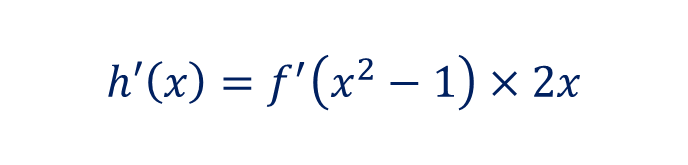 h′(x) = f′(x² − 1) × 2x